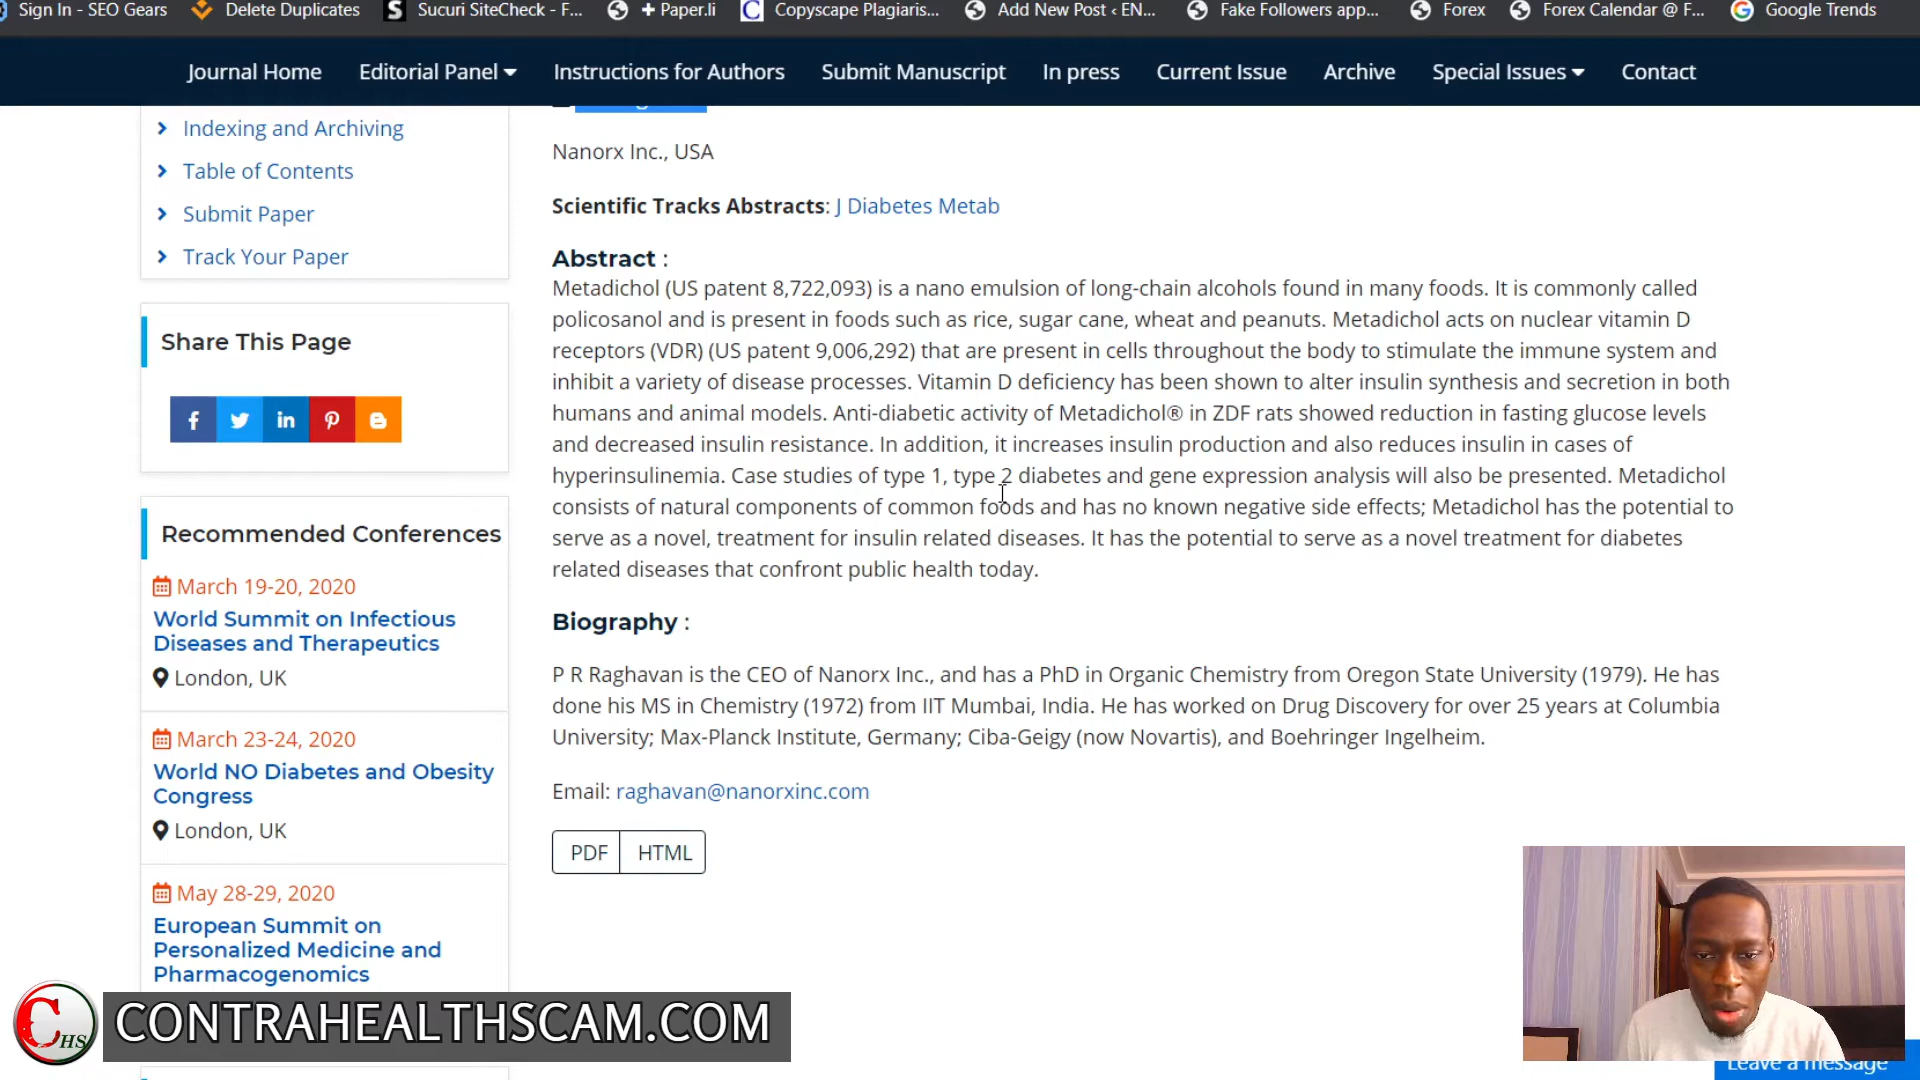 Sign In - SEO Gears
Delete Duplicates
S
Sucuri SiteCheck - F...
+ Paper.li
C
Copyscape Plagiaris...
Add New Post ‹ EN...
Fake Followers app...
Forex
Forex Calendar @ F...
G
Google Trends
Journal Home
Editorial Panel
Instructions for Authors
Submit Manuscript
In press
Current Issue
Archive
Special Issues
Contact
Indexing and Archiving
Table of Contents
Submit Paper
Track Your Paper
Share This Page
f
in
Recommended Conferences
March 19-20, 2020
World Summit on Infectious
Diseases and Therapeutics
London, UK
March 23-24, 2020
World NO Diabetes and Obesity
Congress
London, UK
May 28-29, 2020
European Summit on
Personalized Medicine and
Pharmacogenomics
Nanorx Inc., USA
Scientific Tracks Abstracts: J Diabetes Metab
Abstract :
Metadichol (US patent 8,722,093) is a nano emulsion of long-chain alcohols found in many foods. It is commonly called
policosanol and is present in foods such as rice, sugar cane, wheat and peanuts. Metadichol acts on nuclear vitamin D
receptors (VDR) (US patent 9,006,292) that are present in cells throughout the body to stimulate the immune system and
inhibit a variety of disease processes. Vitamin D deficiency has been shown to alter insulin synthesis and secretion in both
humans and animal models. Anti-diabetic activity of Metadichol® in ZDF rats showed reduction in fasting glucose levels
and decreased insulin resistance. In addition, it increases insulin production and also reduces insulin in cases of
hyperinsulinemia. Case studies of type 1, type 2 diabetes and gene expression analysis will also be presented. Metadichol
consists of natural components of common foods and has no known negative side effects; Metadichol has the potential to
serve as a novel, treatment for insulin related diseases. It has the potential to serve as a novel treatment for diabetes
related diseases that confront public health today.
Biography :
P R Raghavan is the CEO of Nanorx Inc., and has a PhD in Organic Chemistry from Oregon State University (1979). He has
done his MS in Chemistry (1972) from IIT Mumbai, India. He has worked on Drug Discovery for over 25 years at Columbia
University; Max-Planck Institute, Germany; Ciba-Geigy (now Novartis), and Boehringer Ingelheim.
Email: raghavan@nanorxinc.com
PDF
HTML
CHS
CONTRAHEALTHSCAM.COM
Leave a message